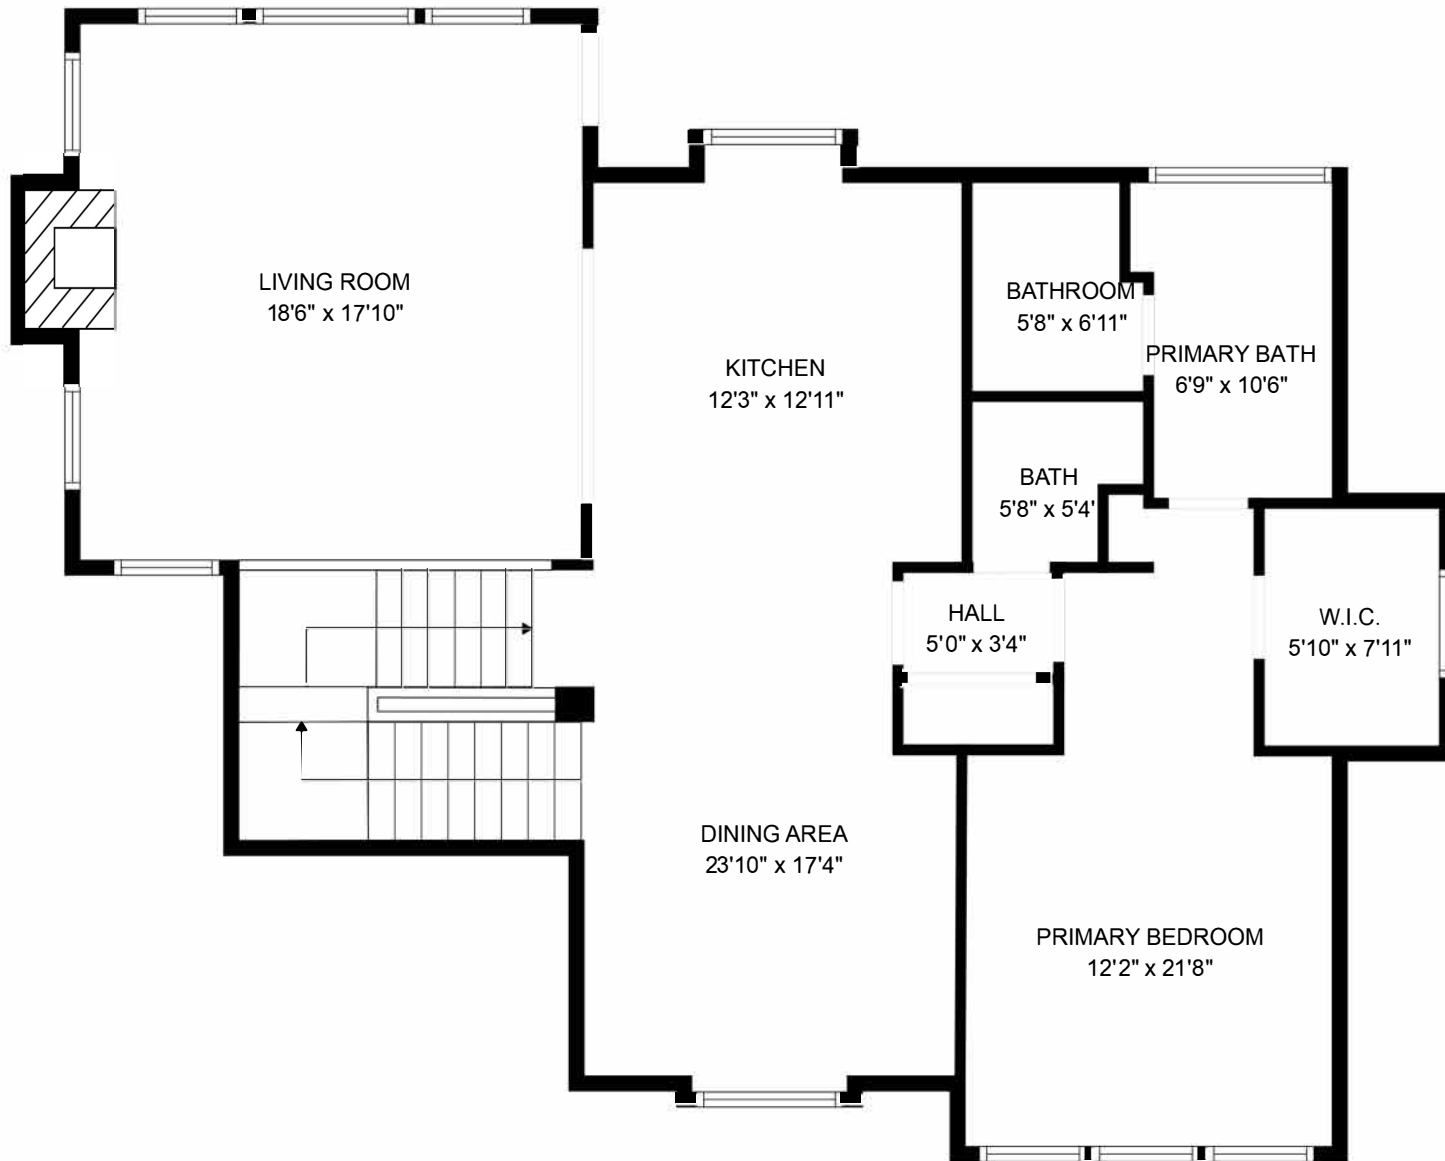 LIVING ROOM
18'6" x 17'10"
KITCHEN
12'3" x 12'11"
BATHROOM
5'8" x 6'11"
PRIMARY BATH
6'9" x 10'6"
BATH
5'8" x 5'4'
HALL
5'0" x 3'4"
W.I.C.
5'10" x 7'11"
DINING AREA
23'10" x 17'4"
PRIMARY BEDROOM
12'2" x 21'8"